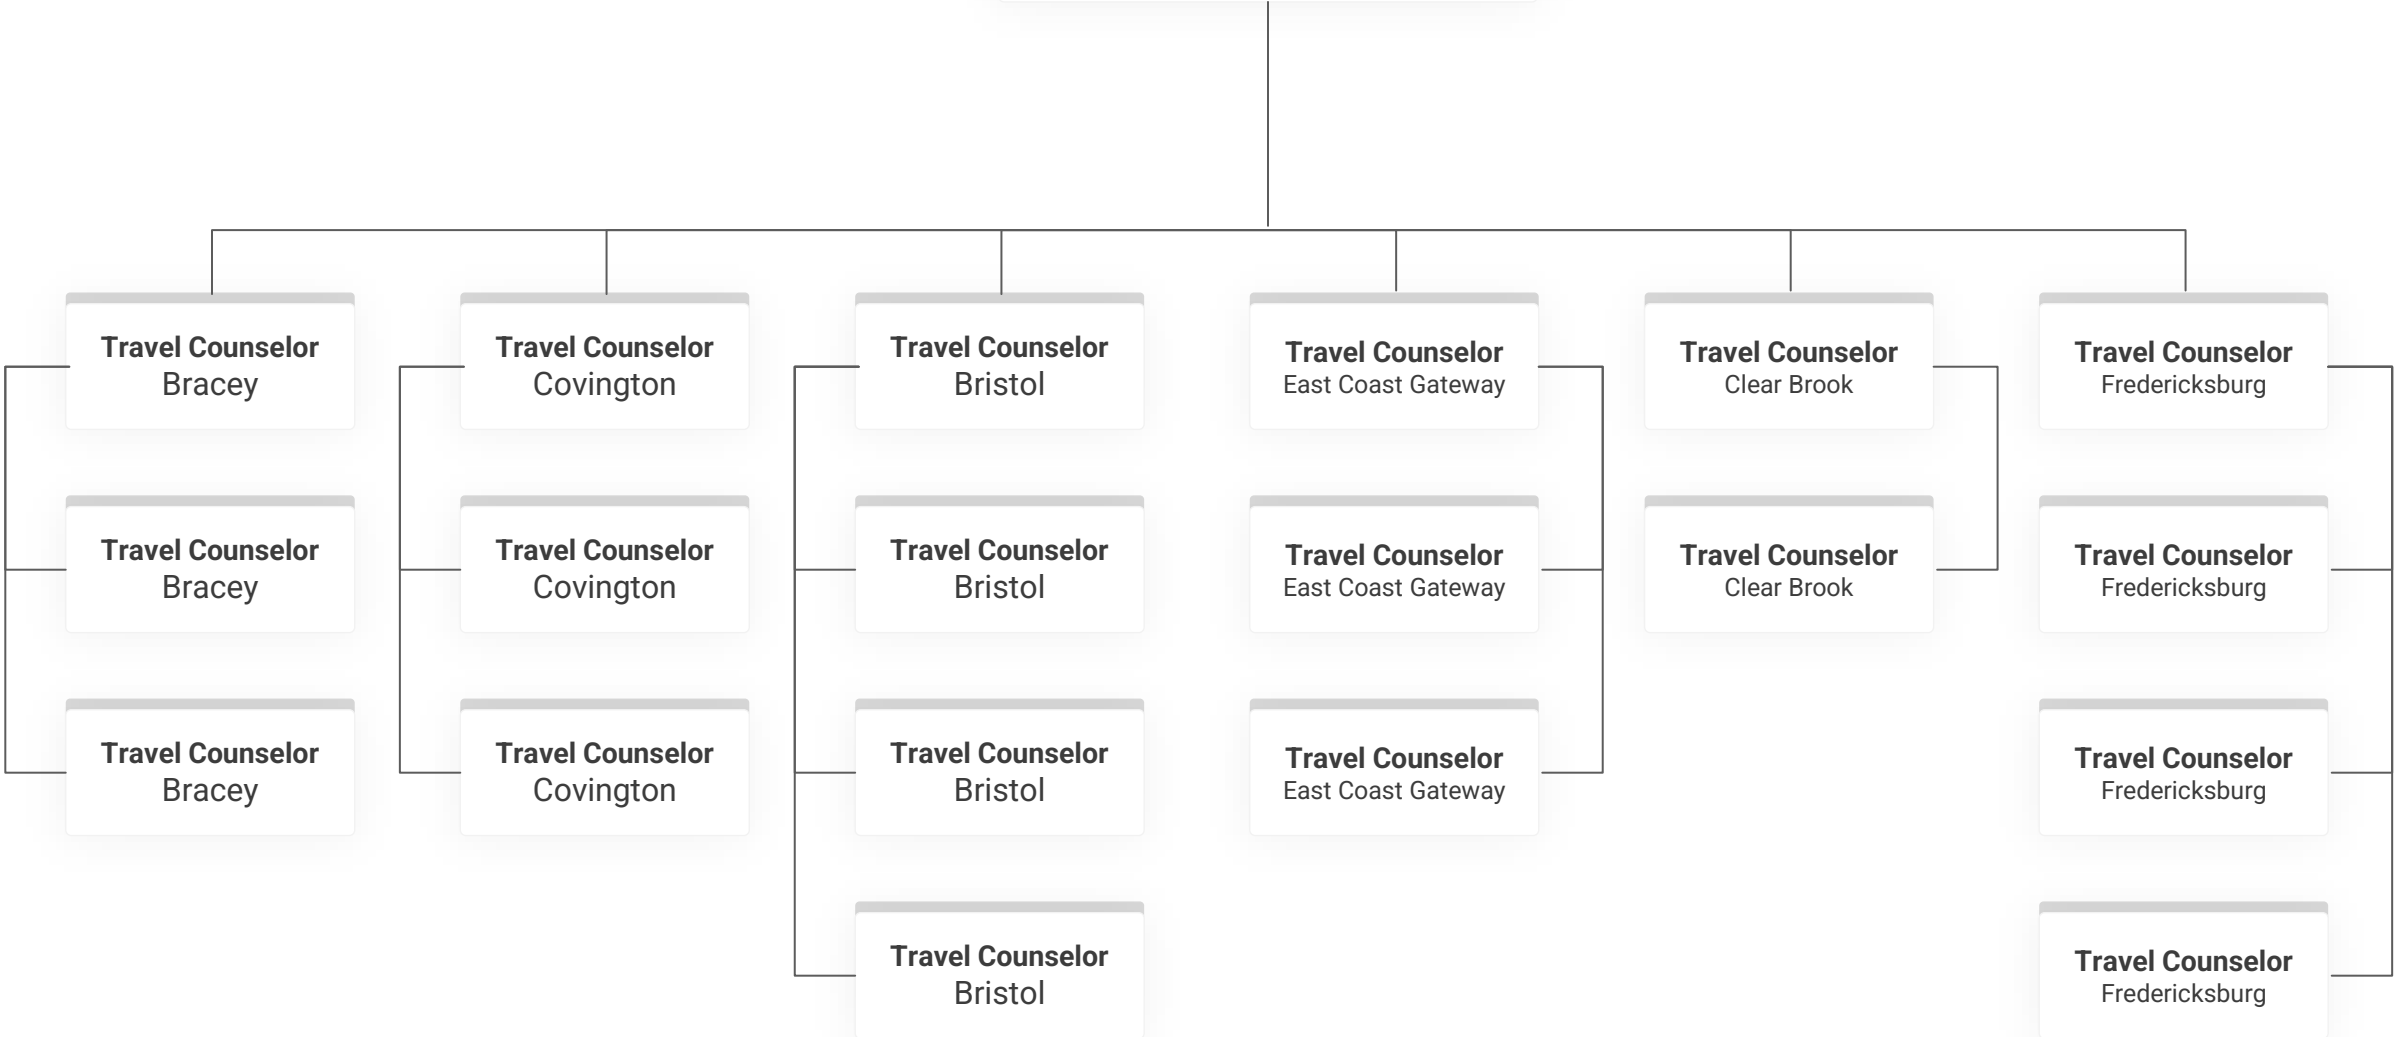 Travel Counselor
Bracey
Travel Counselor
Covington
Travel Counselor
Bristol
Travel Counselor
East Coast Gateway
Travel Counselor
Clear Brook
Travel Counselor
Fredericksburg
Travel Counselor
Bracey
Travel Counselor
Covington
Travel Counselor
Bristol
Travel Counselor
East Coast Gateway
Travel Counselor
Clear Brook
Travel Counselor
Fredericksburg
Travel Counselor
Bracey
Travel Counselor
Covington
Travel Counselor
Bristol
Travel Counselor
East Coast Gateway
Travel Counselor
Fredericksburg
Travel Counselor
Bristol
Travel Counselor
Fredericksburg